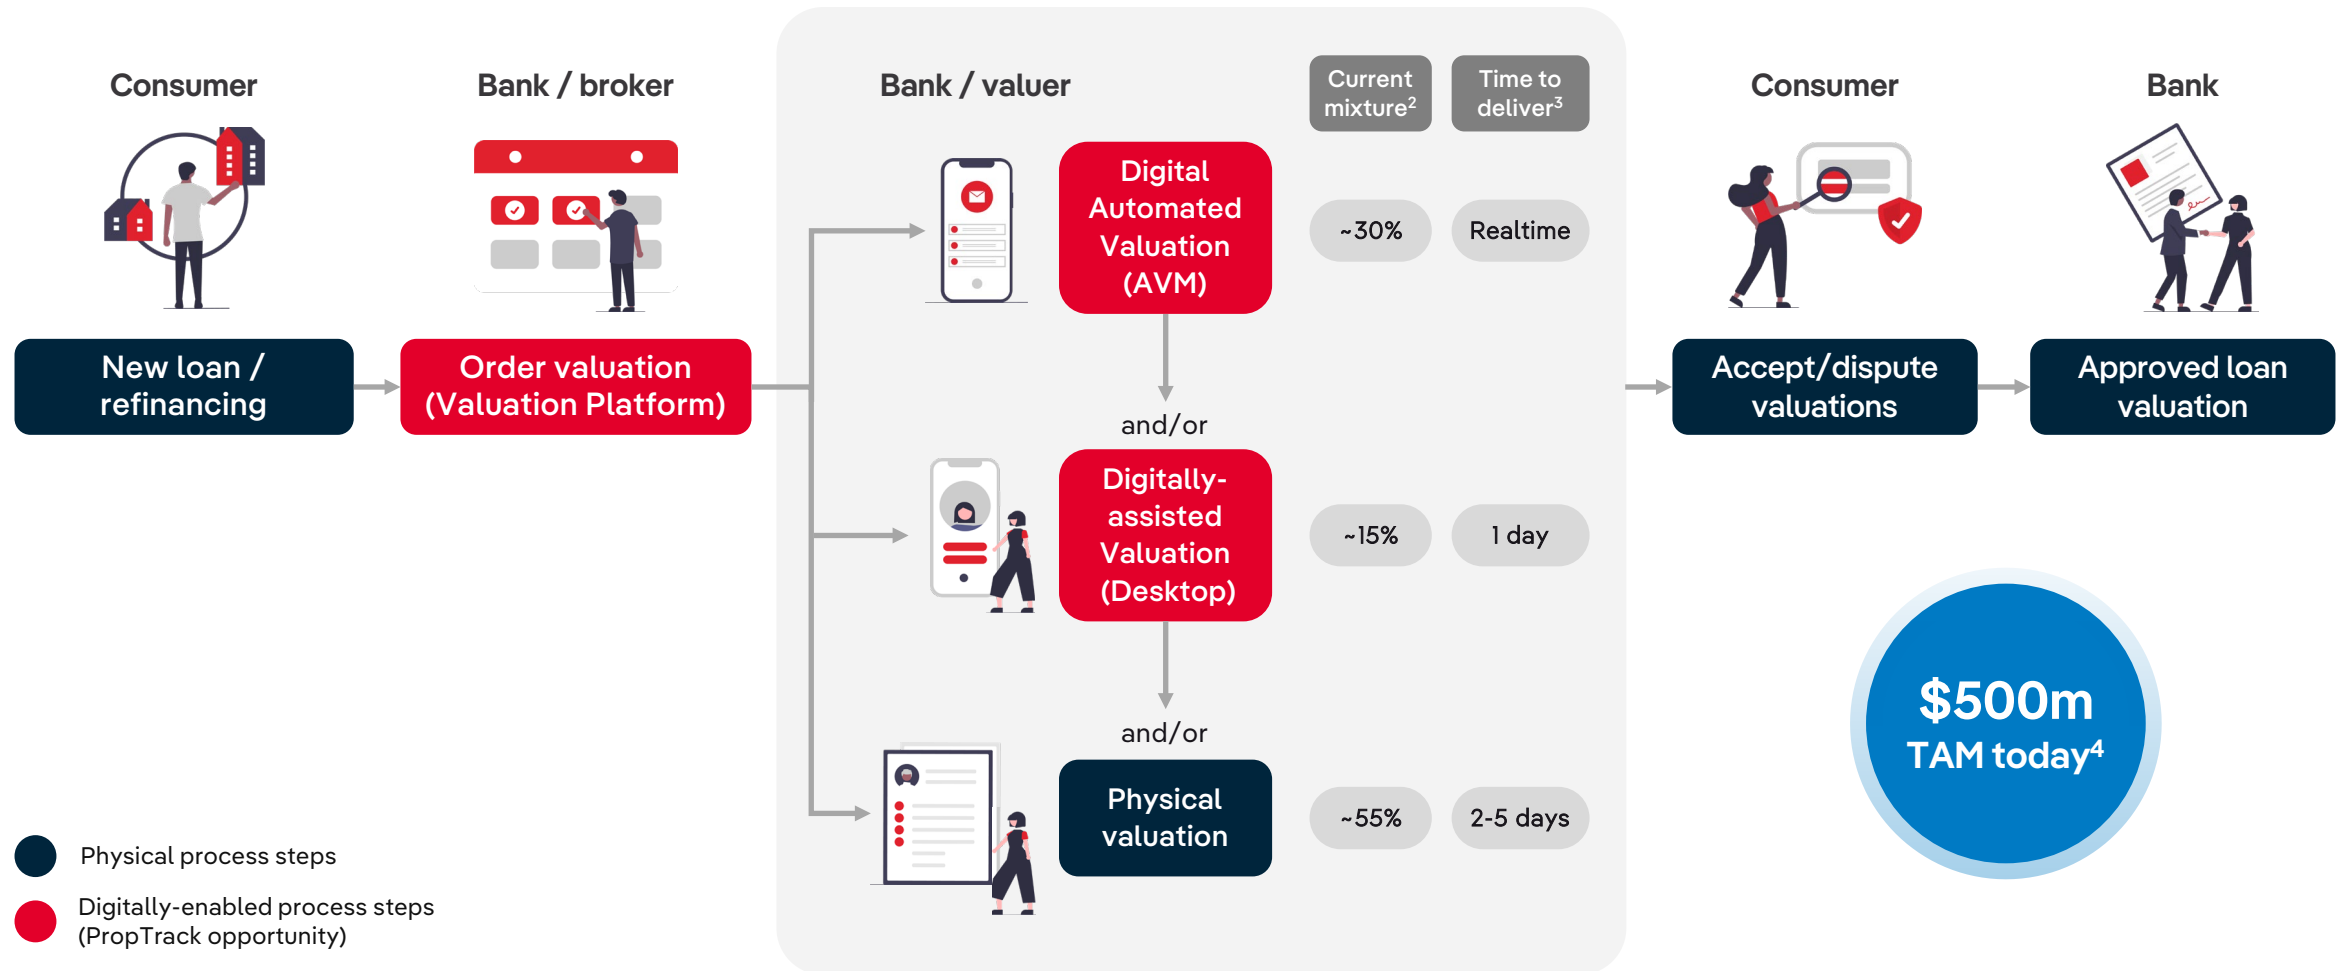 Consumer
New loan /
refinancing
Bank / broker
Order valuation
(Valuation Platform)
Bank / valuer
Current
mixture²
Time to
deliver³
Digital
Automated
Valuation
(AVM)
~30%
Realtime
and/or
Digitally-
assisted
Valuation
(Desktop)
~15%
1 day
and/or
Physical
valuation
~55%
2-5 days
Consumer
Accept/dispute
valuations
Bank
Approved loan
valuation
$500m
TAM today⁴
Physical process steps
Digitally-enabled process steps
(PropTrack opportunity)